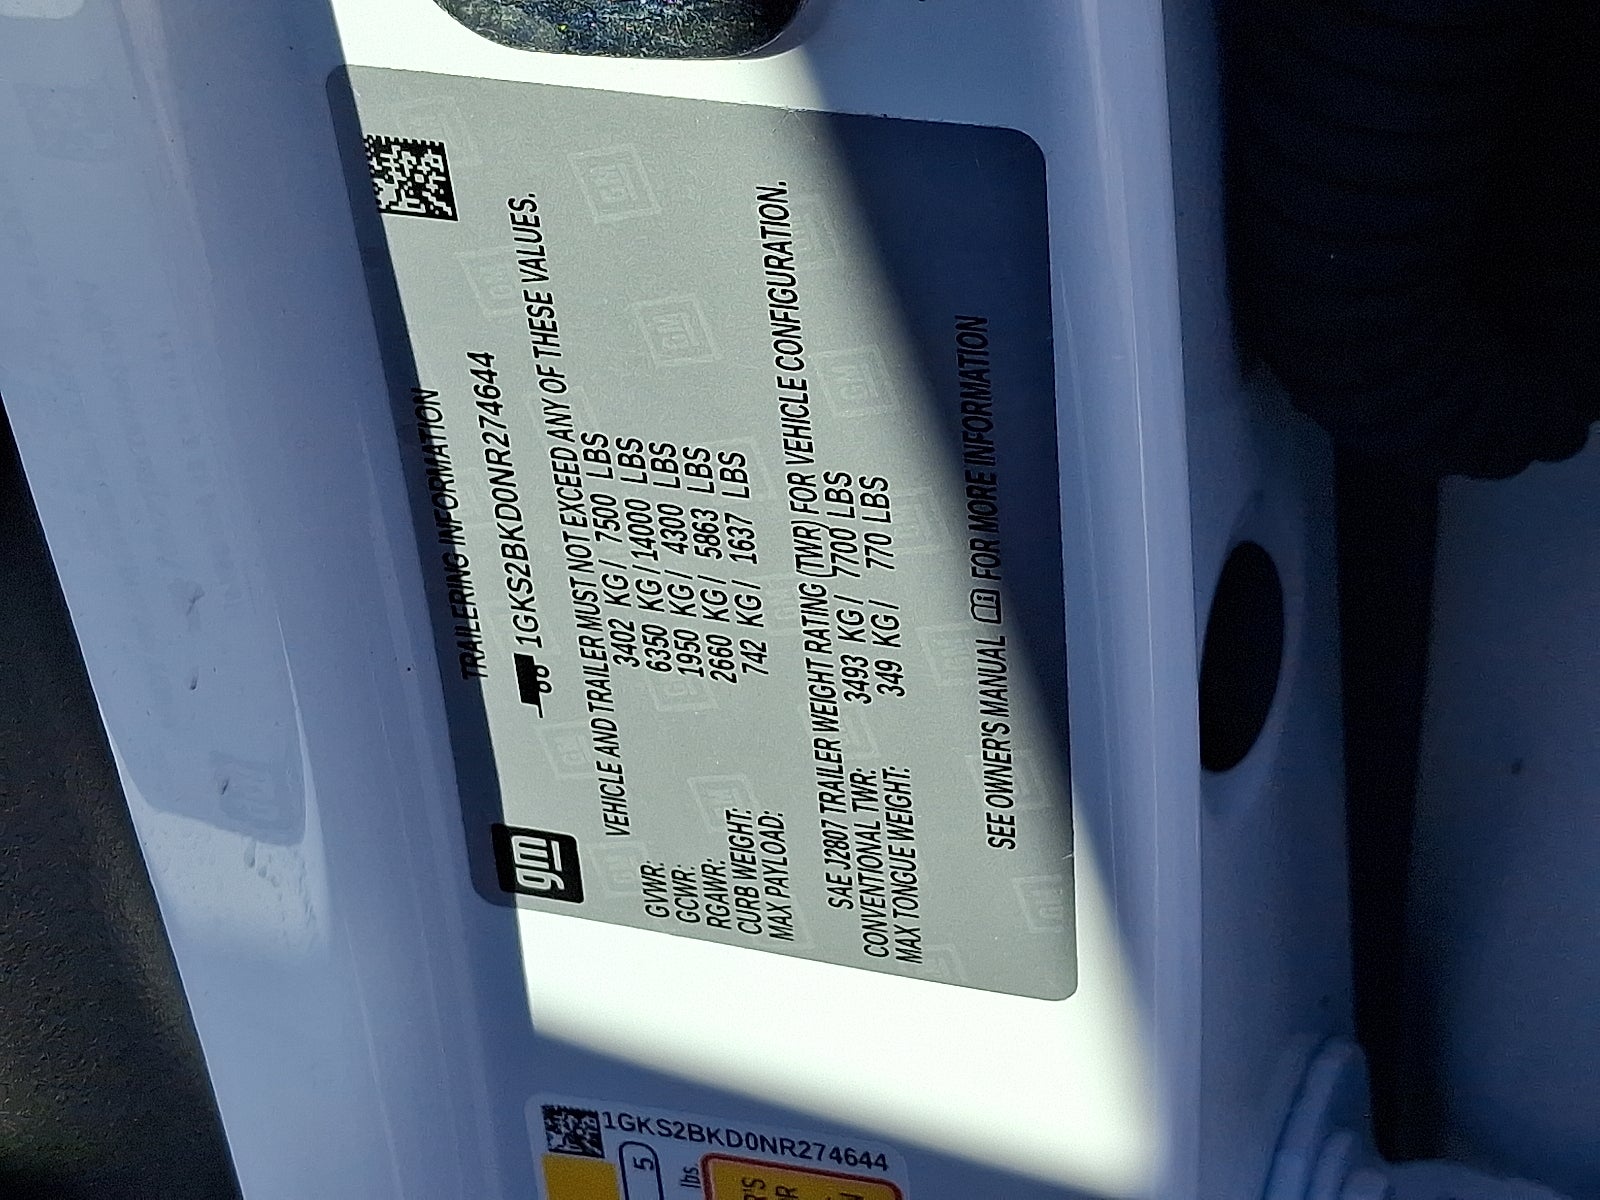 TRAILERING INFORMATION
gm
1GKS2BKD0NR274644
VEHICLE AND TRAILER MUST NOT EXCEED ANY OF THESE VALUES.
GVWR: 3402 KG / 7500 LBS
GCWR: 6350 KG / 14000 LBS
RGAWR: 1950 KG / 4300 LBS
CURB WEIGHT: 2660 KG / 5863 LBS
MAX PAYLOAD: 742 KG / 1637 LBS
SAE J2807 TRAILER WEIGHT RATING (TWR) FOR VEHICLE CONFIGURATION.
CONVENTIONAL TWR: 3493 KG / 7700 LBS
MAX TONGUE WEIGHT: 349 KG / 770 LBS
SEE OWNER'S MANUAL FOR MORE INFORMATION
1GKS2BKD0NR274644
5
lbs.